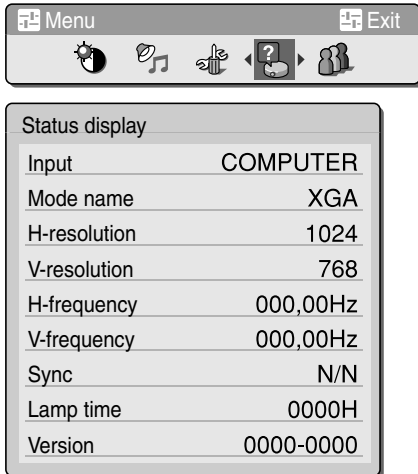 Menu Exit
?
Status display
Input COMPUTER
Mode name XGA
H-resolution 1024
V-resolution 768
H-frequency 000,00Hz
V-frequency 000,00Hz
Sync N/N
Lamp time 0000H
Version 0000-0000